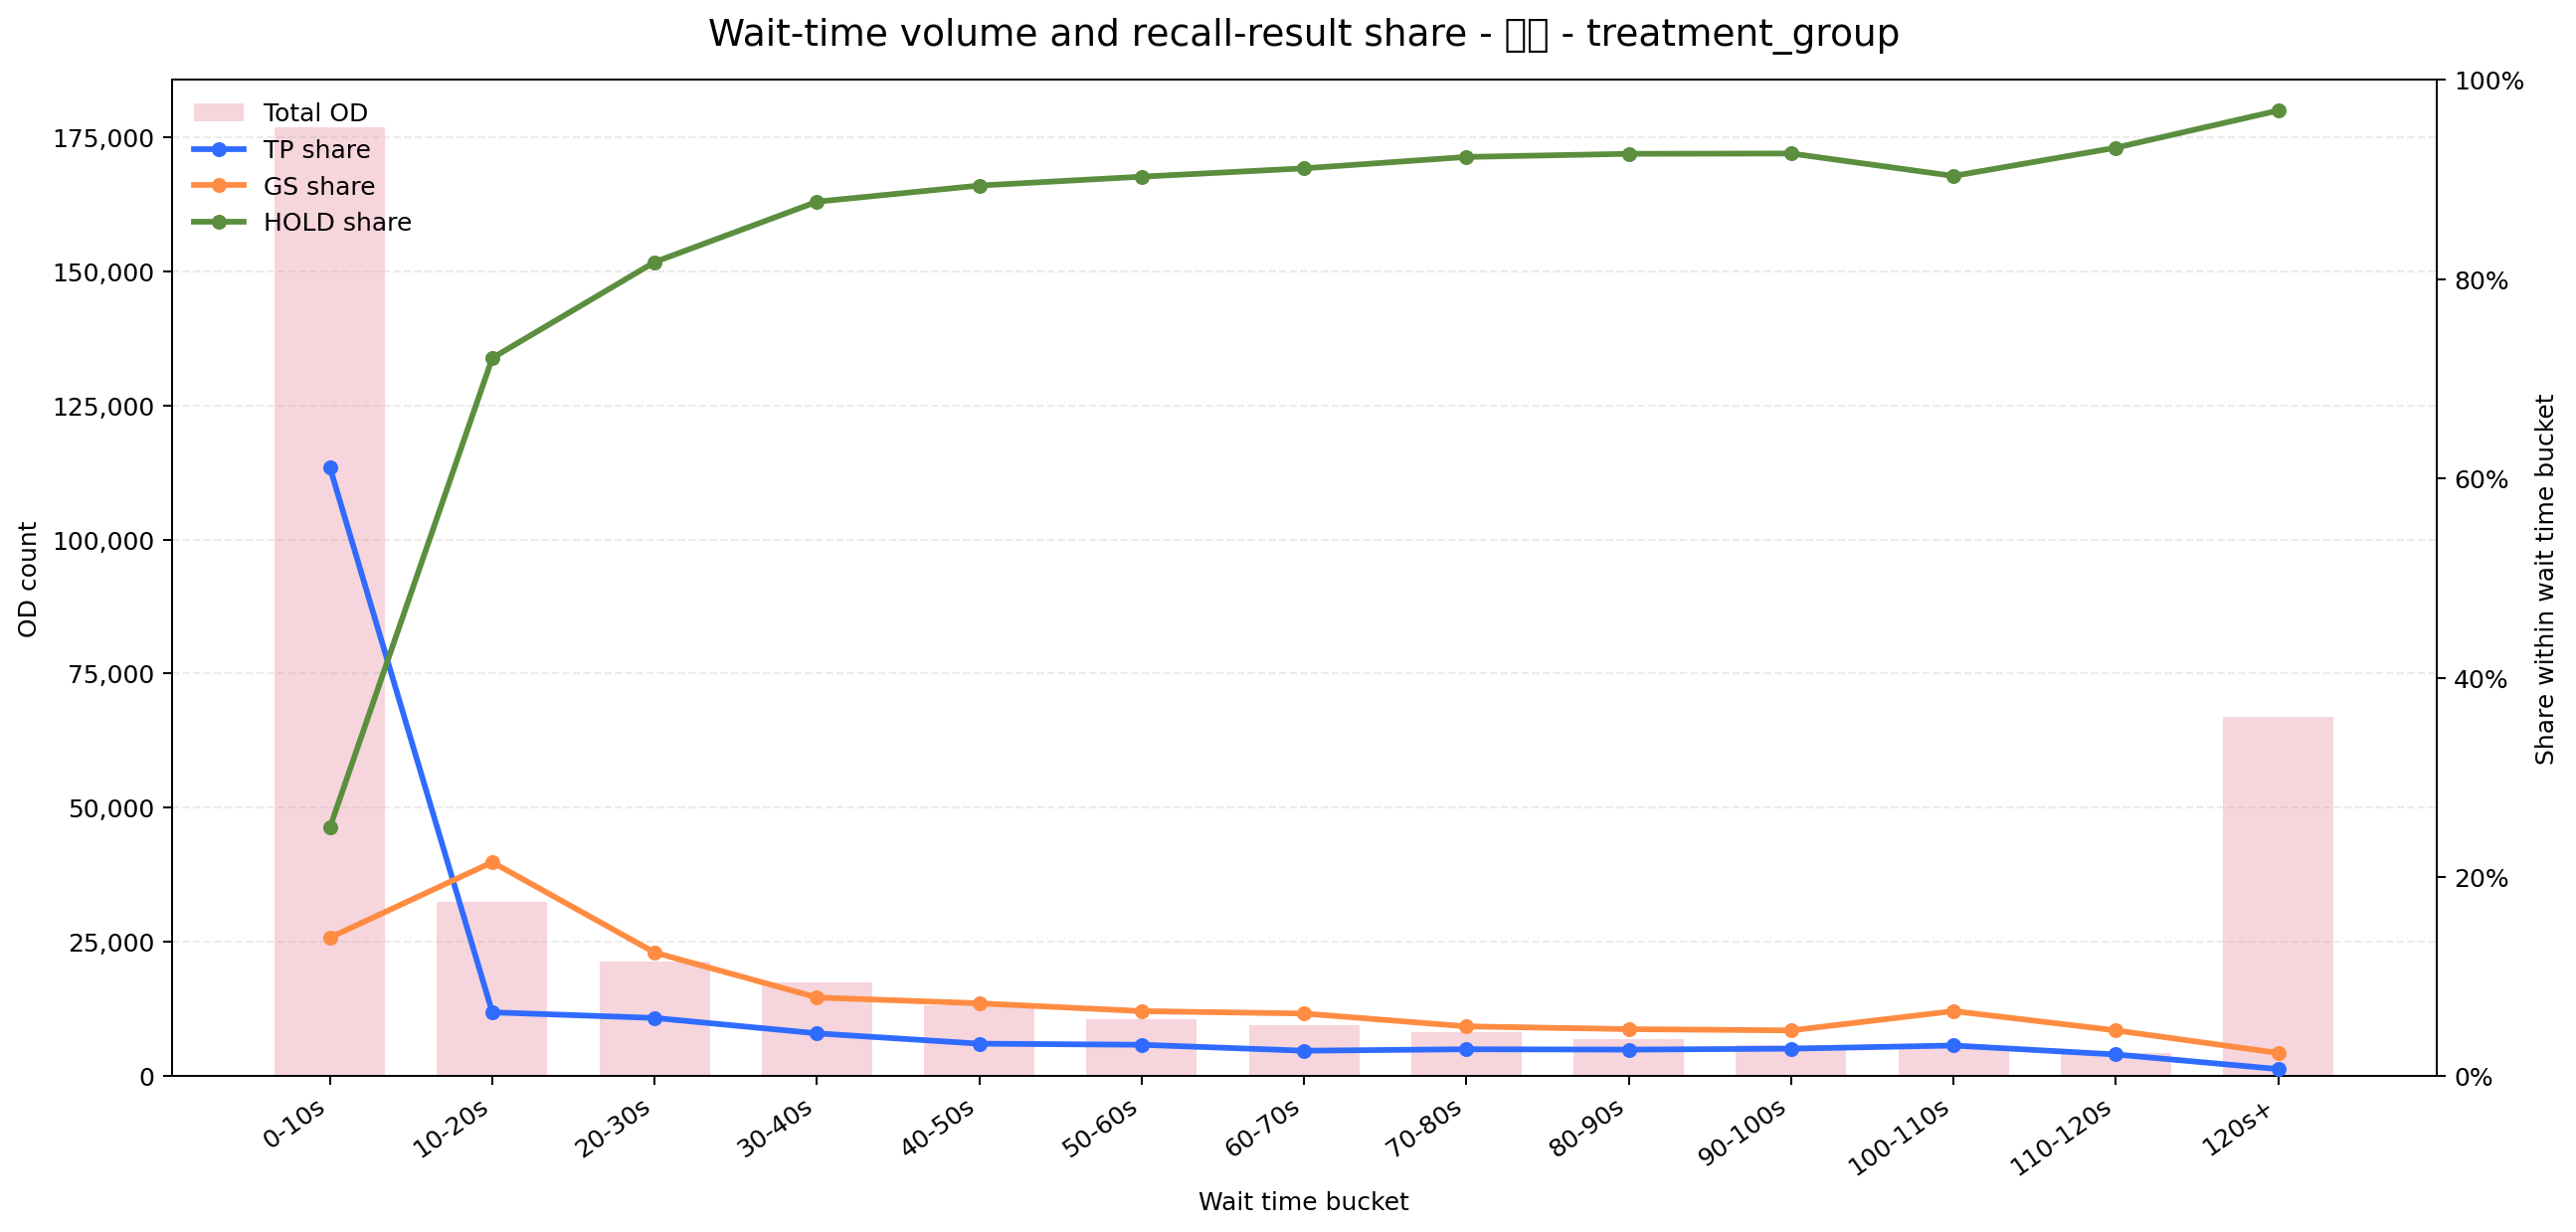 Wait-time volume and recall-result share - - treatment_group
Total OD
TP share
GS share
HOLD share
175,000
150,000
125,000
100,000
75,000
50,000
25,000
0
OD count
100%
80%
60%
40%
20%
0%
Share within wait time bucket
0-10s
10-20s
20-30s
30-40s
40-50s
50-60s
60-70s
70-80s
80-90s
90-100s
100-110s
110-120s
120s+
Wait time bucket